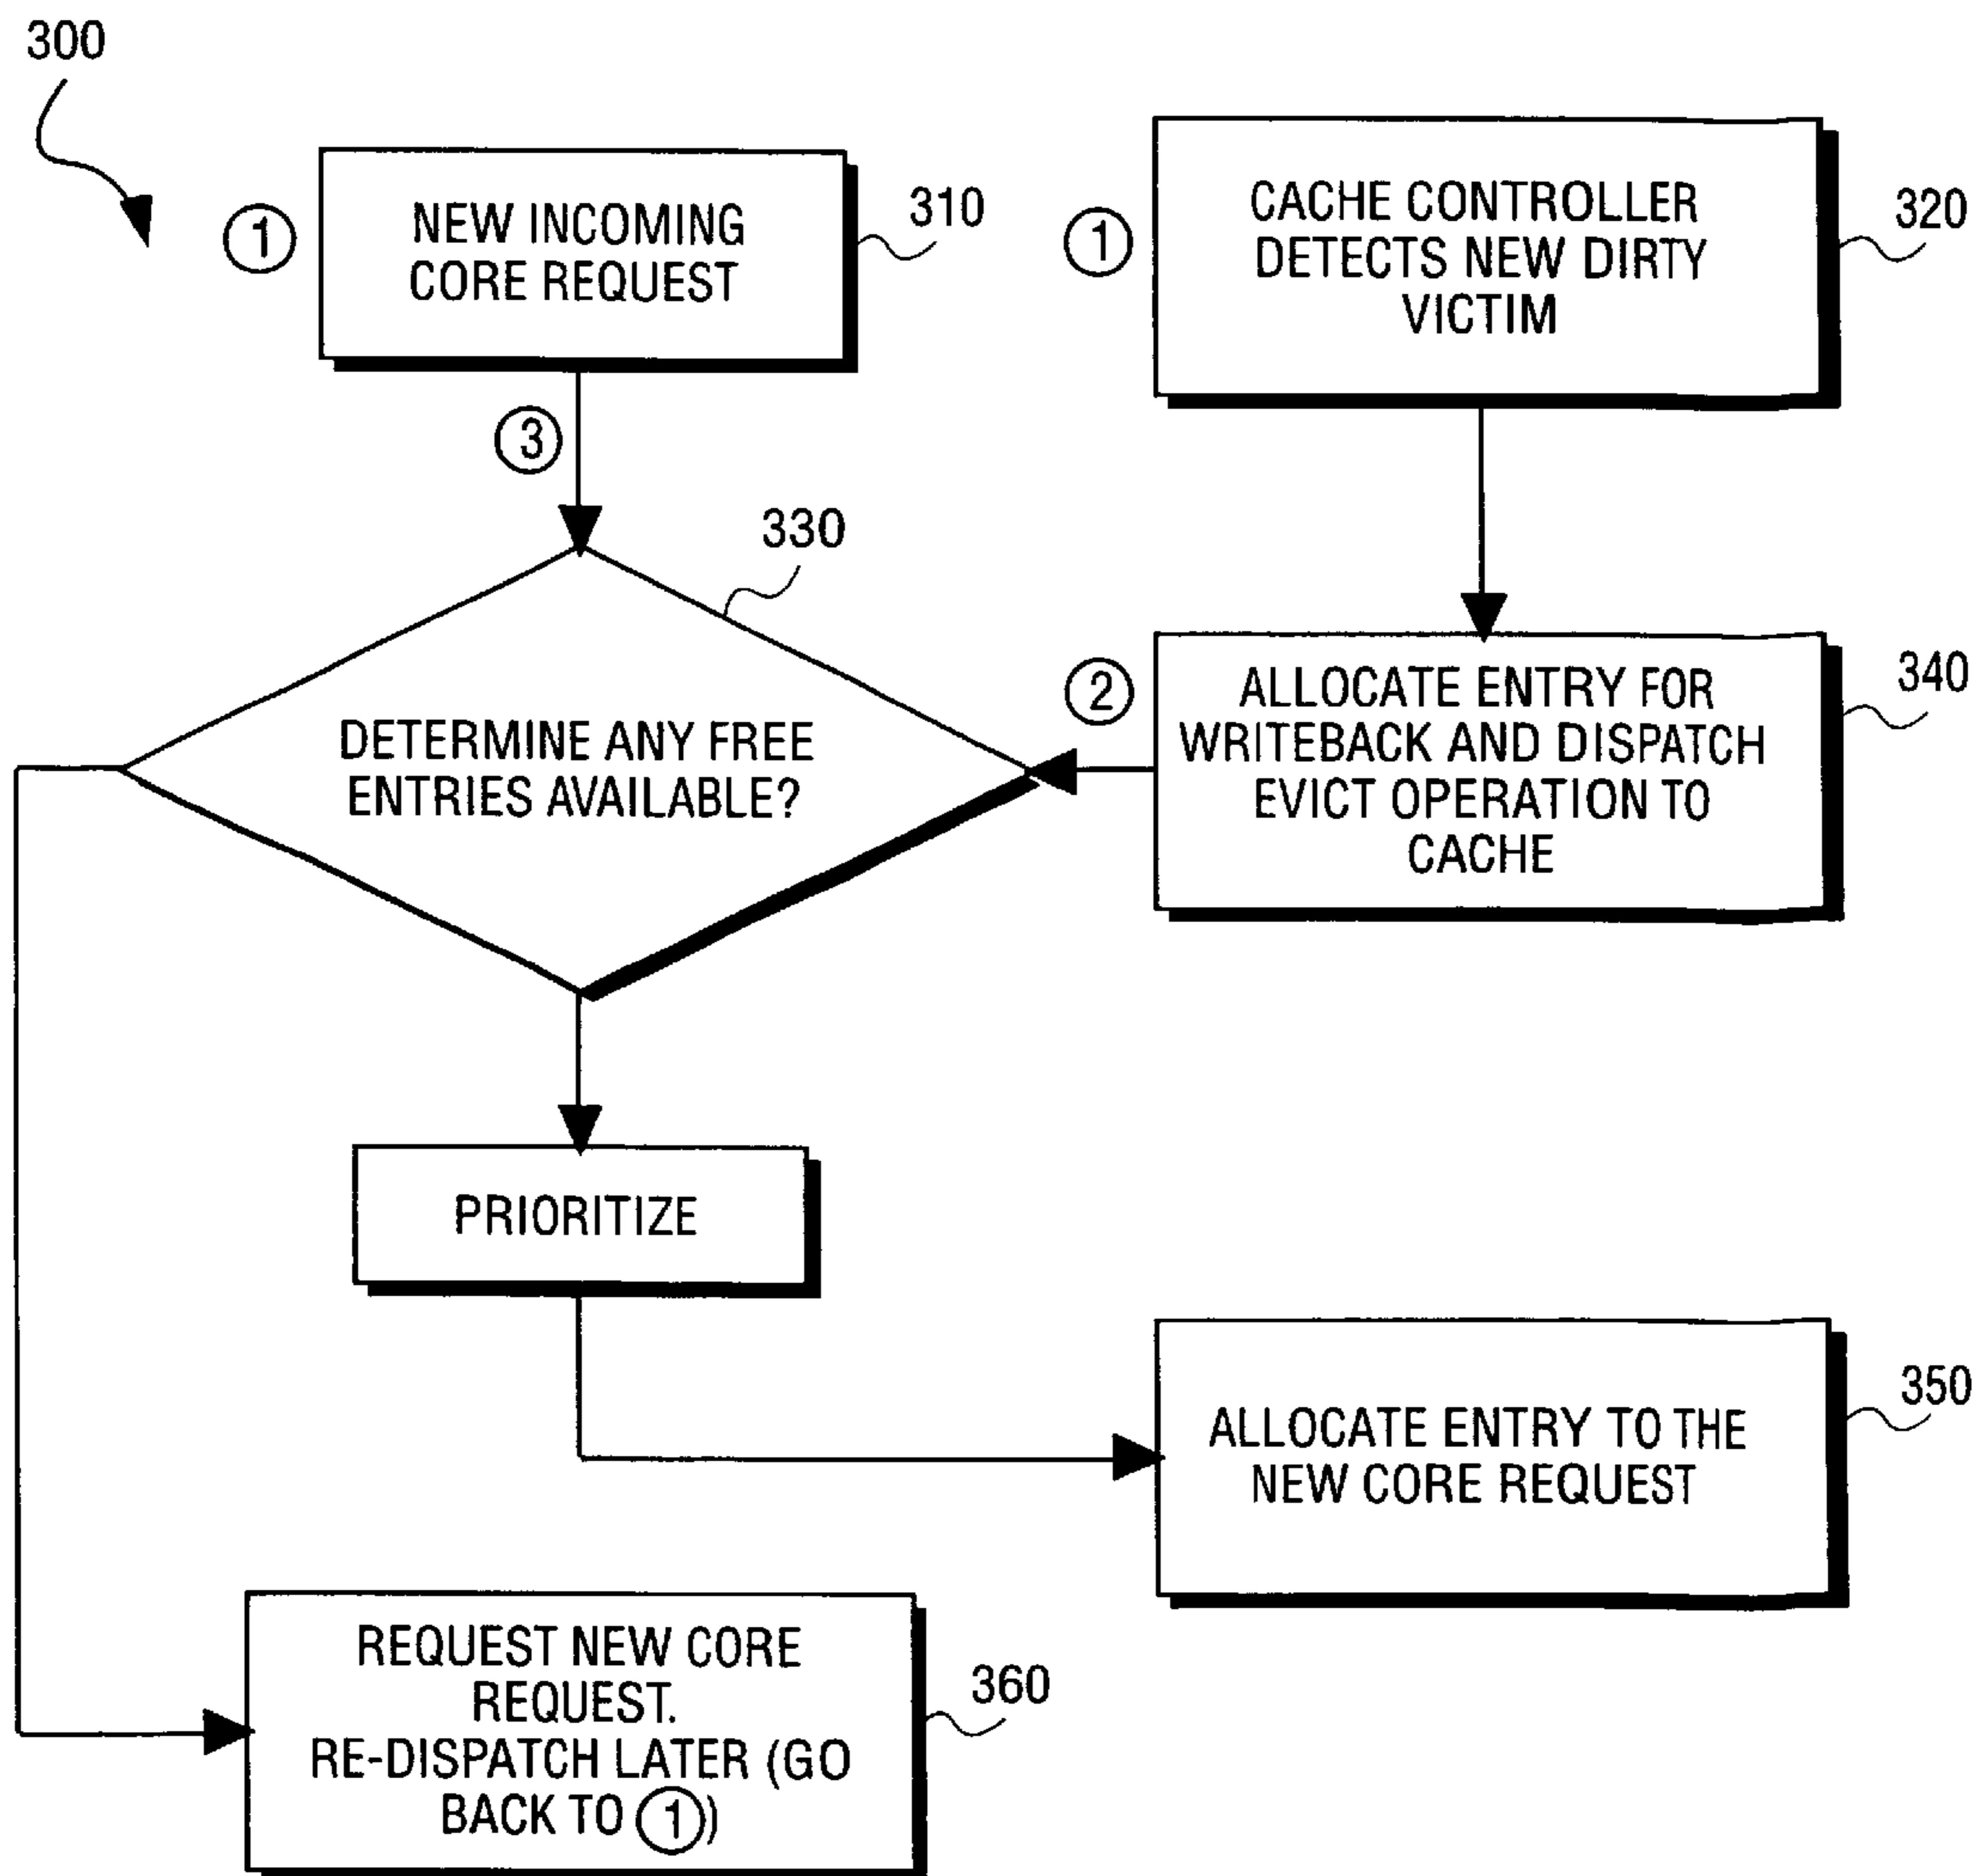 300
① NEW INCOMING
CORE REQUEST
310
① CACHE CONTROLLER
DETECTS NEW DIRTY
VICTIM
320
③
330
DETERMINE ANY FREE
ENTRIES AVAILABLE?
②
ALLOCATE ENTRY FOR
WRITEBACK AND DISPATCH
EVICT OPERATION TO
CACHE
340
PRIORITIZE
ALLOCATE ENTRY TO THE
NEW CORE REQUEST
350
REQUEST NEW CORE
REQUEST.
RE-DISPATCH LATER (GO
BACK TO ①)
360